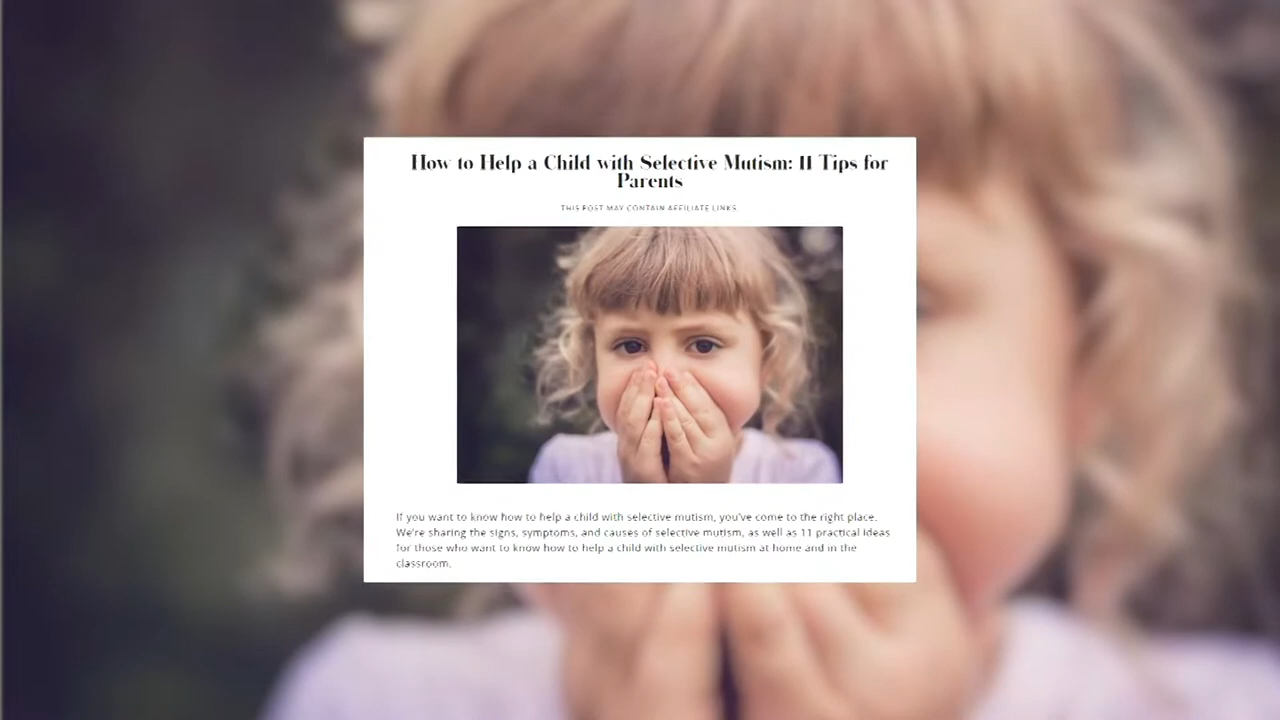 How to Help a Child with Selective Mutism: 11 Tips for
Parents
THIS POST MAY CONTAIN AFFILIATE LINKS.
If you want to know how to help a child with selective mutism, you've come to the right place.
We're sharing the signs, symptoms, and causes of selective mutism, as well as 11 practical ideas
for those who want to know how to help a child with selective mutism at home and in the
classroom.